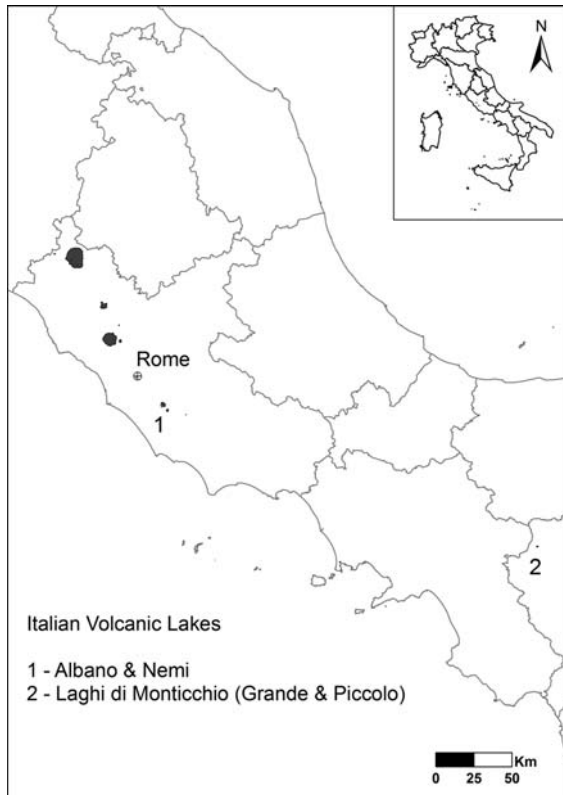 N
Rome
1
2
Italian Volcanic Lakes
1 - Albano & Nemi
2 - Laghi di Monticchio (Grande & Piccolo)
Km
0 25 50